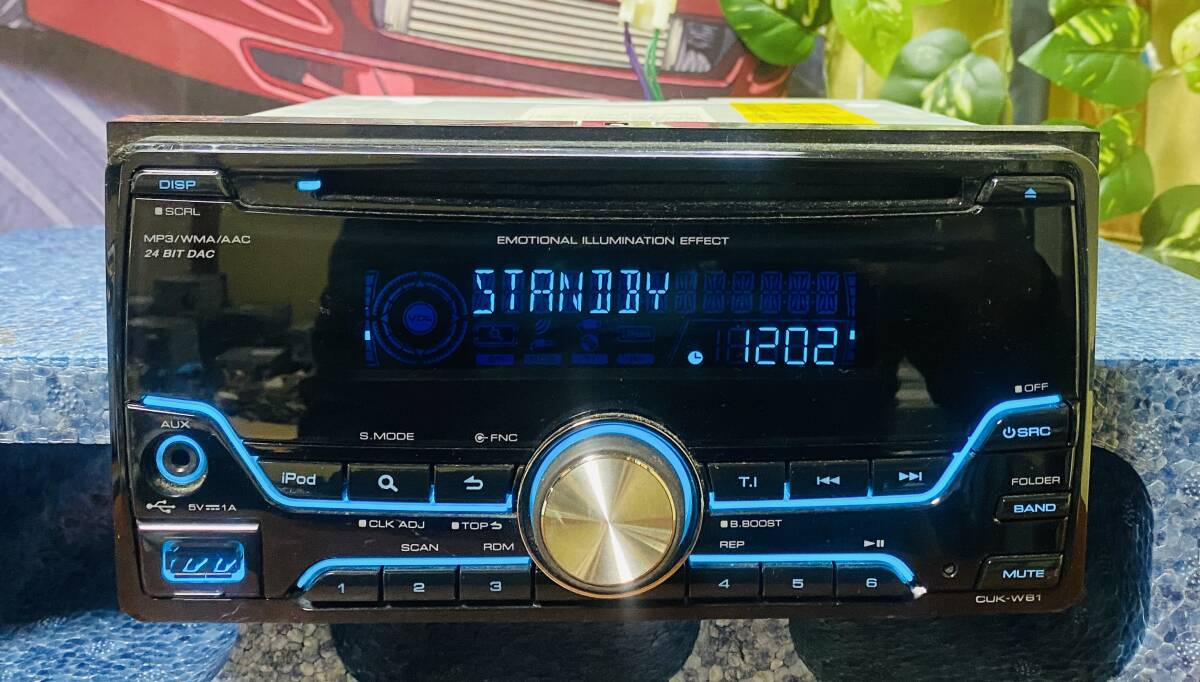 DISP
SCRL
MP3/WMA/AAC
24 BIT DAC
EMOTIONAL ILLUMINATION EFFECT
STANDBY
VOL
1202
OFF
AUX
S.MODE
FNC
SRC
iPod
T.I
FOLDER
5V 1A
BAND
CLK ADJ
TOP
B.BOOST
SCAN
RDM
REP
1
2
3
4
5
6
MUTE
CUK-W61